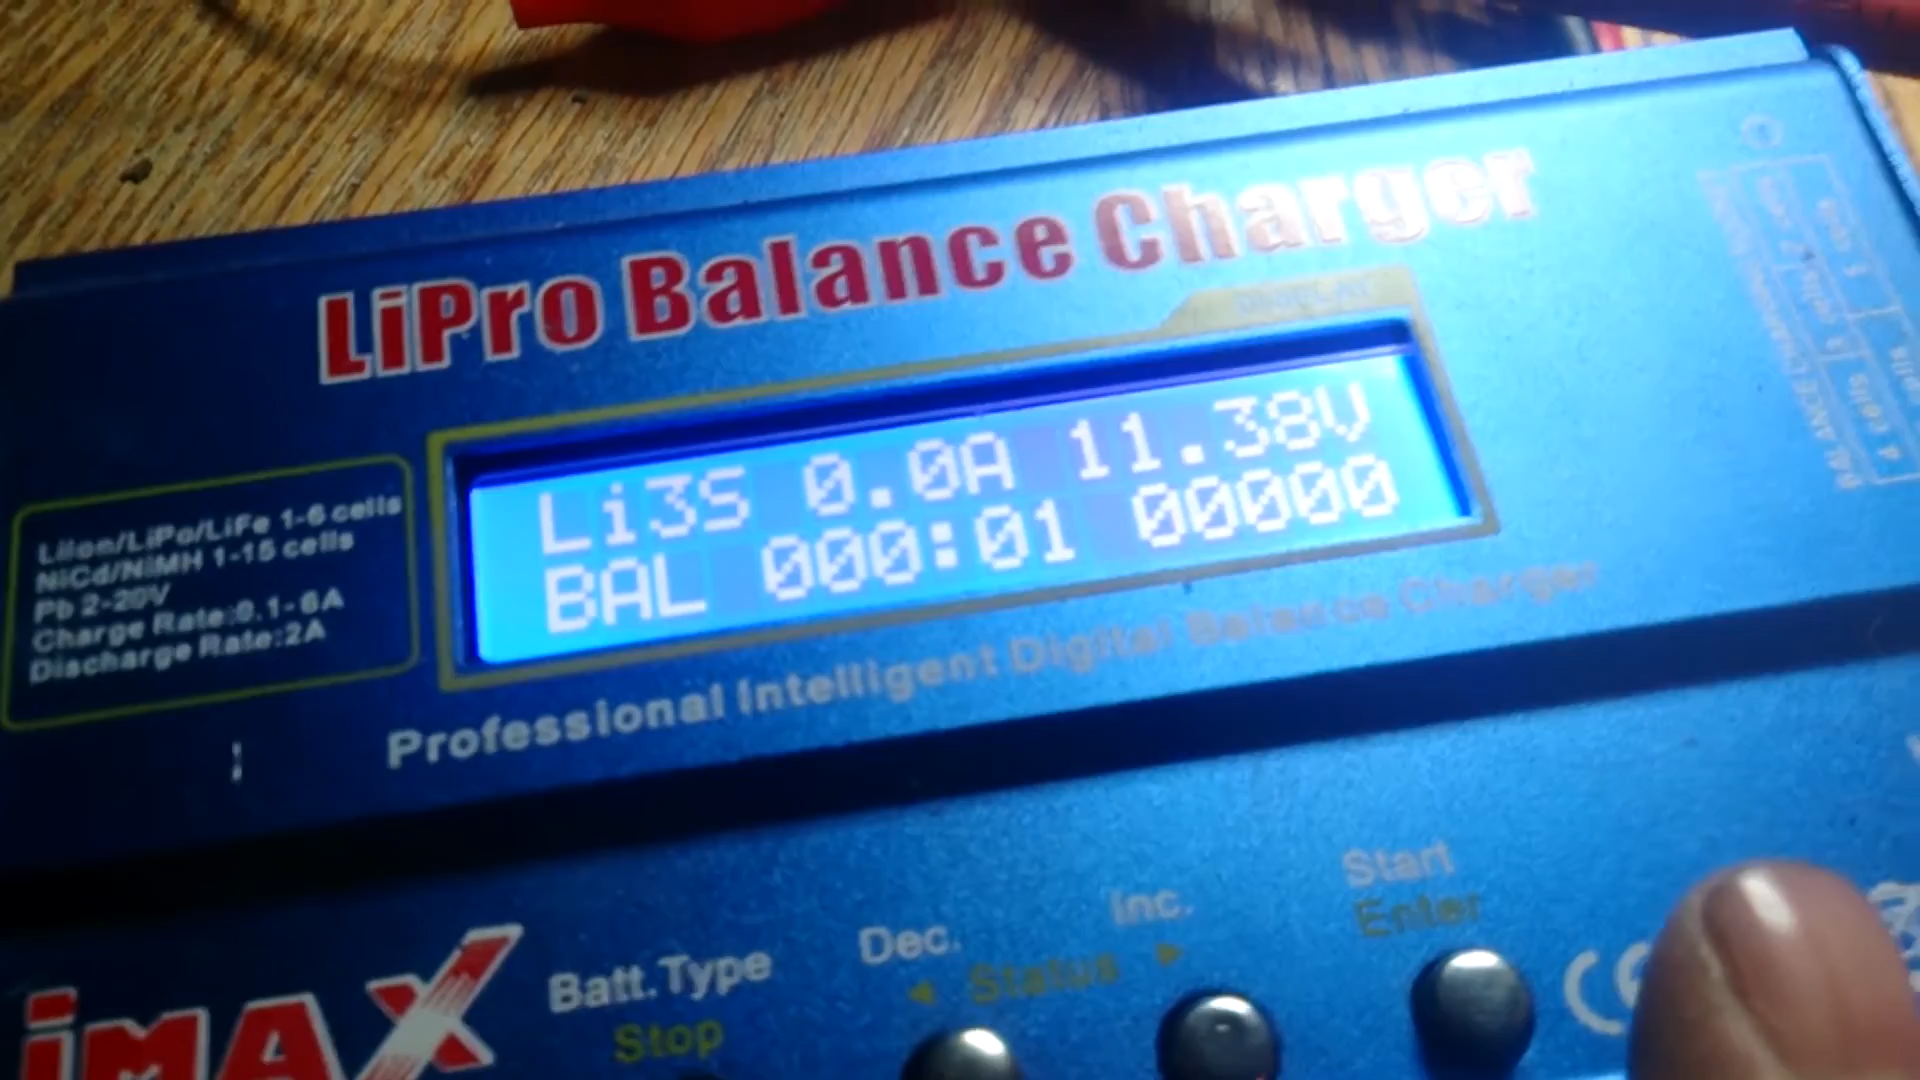 LiPro Balance Charger
DISPLAY
Li3S 0.0A 11.38V
BAL 000:01 00000
LiIon/LiPo/LiFe 1-6 cells
NiCd/NiMH 1-15 cells
Pb 2-20V
Charge Rate:0.1-6A
Discharge Rate:2A
Professional Intelligent Digital Balance Charger
iMAX
Batt.Type
Stop
Dec.
Inc.
◄ Status ►
Start
Enter
CE